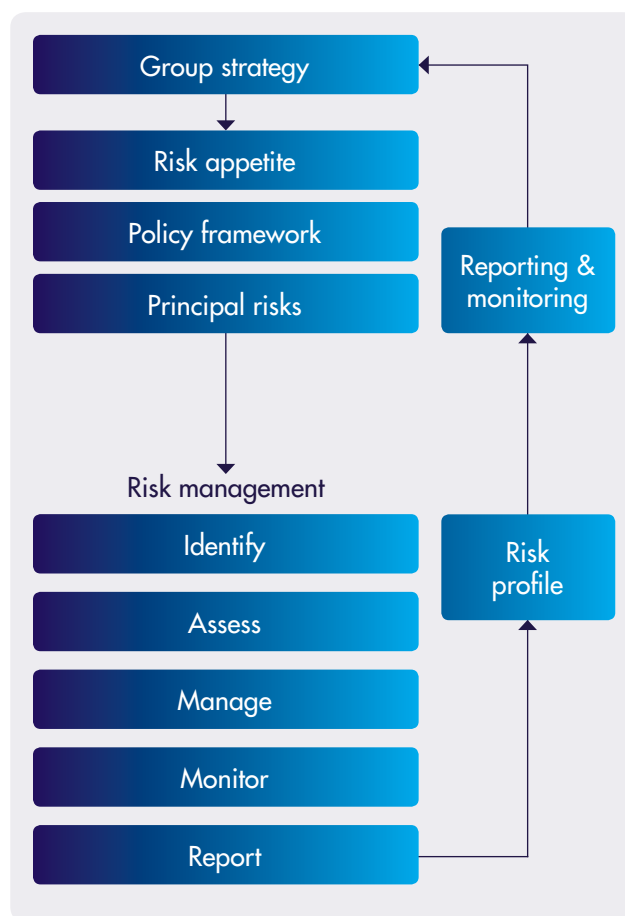 Group strategy
Risk appetite
Policy framework
Principal risks
Risk management
Identify
Assess
Manage
Monitor
Report
Reporting &
monitoring
Risk
profile